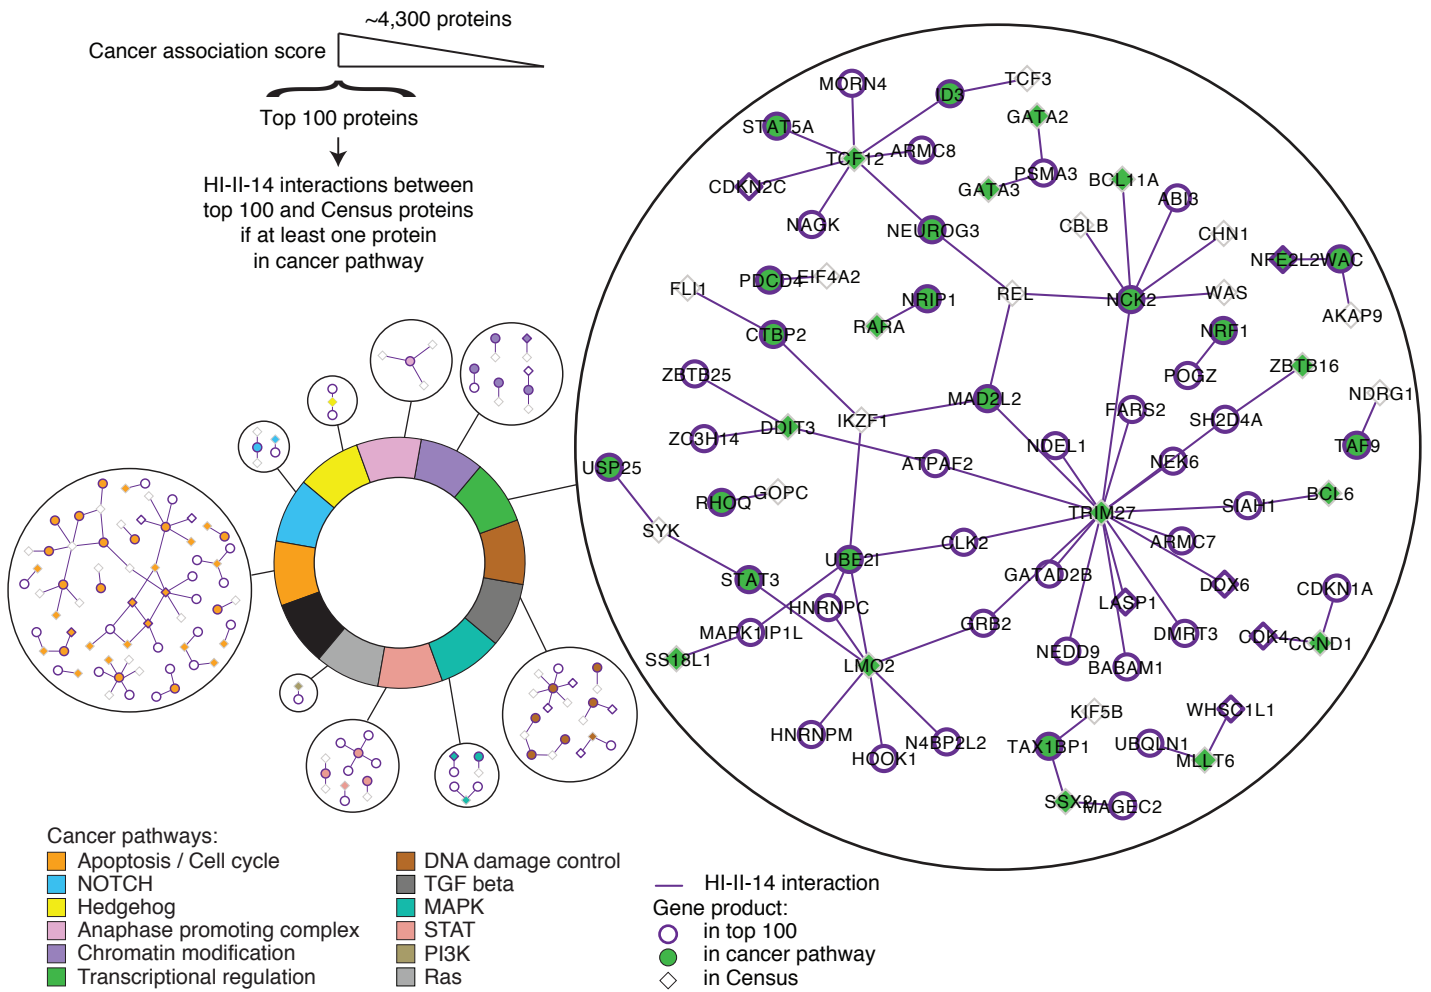 ~4,300 proteins
Cancer association score
Top 100 proteins
HI-II-14 interactions between
top 100 and Census proteins
if at least one protein
in cancer pathway
MORN4
ID3
TCF3
STAT5A
GATA2
TCF12
ARMC8
CDKN2C
PSMA3
GATA3
BCL11A
ABI3
NAGK
NEUROG3
CBLB
CHN1
NFE2L2
WAC
PDCD4
EIF4A2
FLI1
NRIP1
REL
NCK2
WAS
AKAP9
RARA
CTBP2
NRF1
ZBTB25
POGZ
ZBTB16
NDRG1
MAD2L2
FARS2
SH2D4A
DDIT3
IKZF1
ZC3H14
NDEL1
TAF9
USP25
ATPAF2
NEK6
RHOQ
GOPC
BCL6
SIAH1
TRIM27
SYK
CLK2
ARMC7
UBE2I
STAT3
GATAD2B
DDX6
CDKN1A
HNRNPC
LASP1
GRB2
MAPK1IP1L
DMRT3
CDK4
CCND1
NEDD9
SS18L1
LMO2
BABAM1
KIF5B
WHSC1L1
HNRNPM
N4BP2L2
TAX1BP1
UBQLN1
HOOK1
MLLT6
SSX2
MAGEC2
Cancer pathways:
Apoptosis / Cell cycle
NOTCH
Hedgehog
Anaphase promoting complex
Chromatin modification
Transcriptional regulation
DNA damage control
TGF beta
MAPK
STAT
PI3K
Ras
HI-II-14 interaction
Gene product:
in top 100
in cancer pathway
in Census